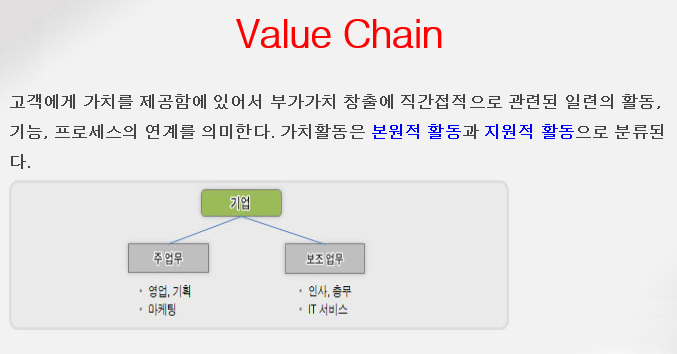 Value Chain
고객에게 가치를 제공함에 있어서 부가가치 창출에 직간접적으로 관련된 일련의 활동,
기능, 프로세스의 연계를 의미한다. 가치활동은 본원적 활동과 지원적 활동으로 분류된
다.
기업
주 업무
보조 업무
• 영업, 기획
• 마케팅
• 인사, 총무
• IT 서비스